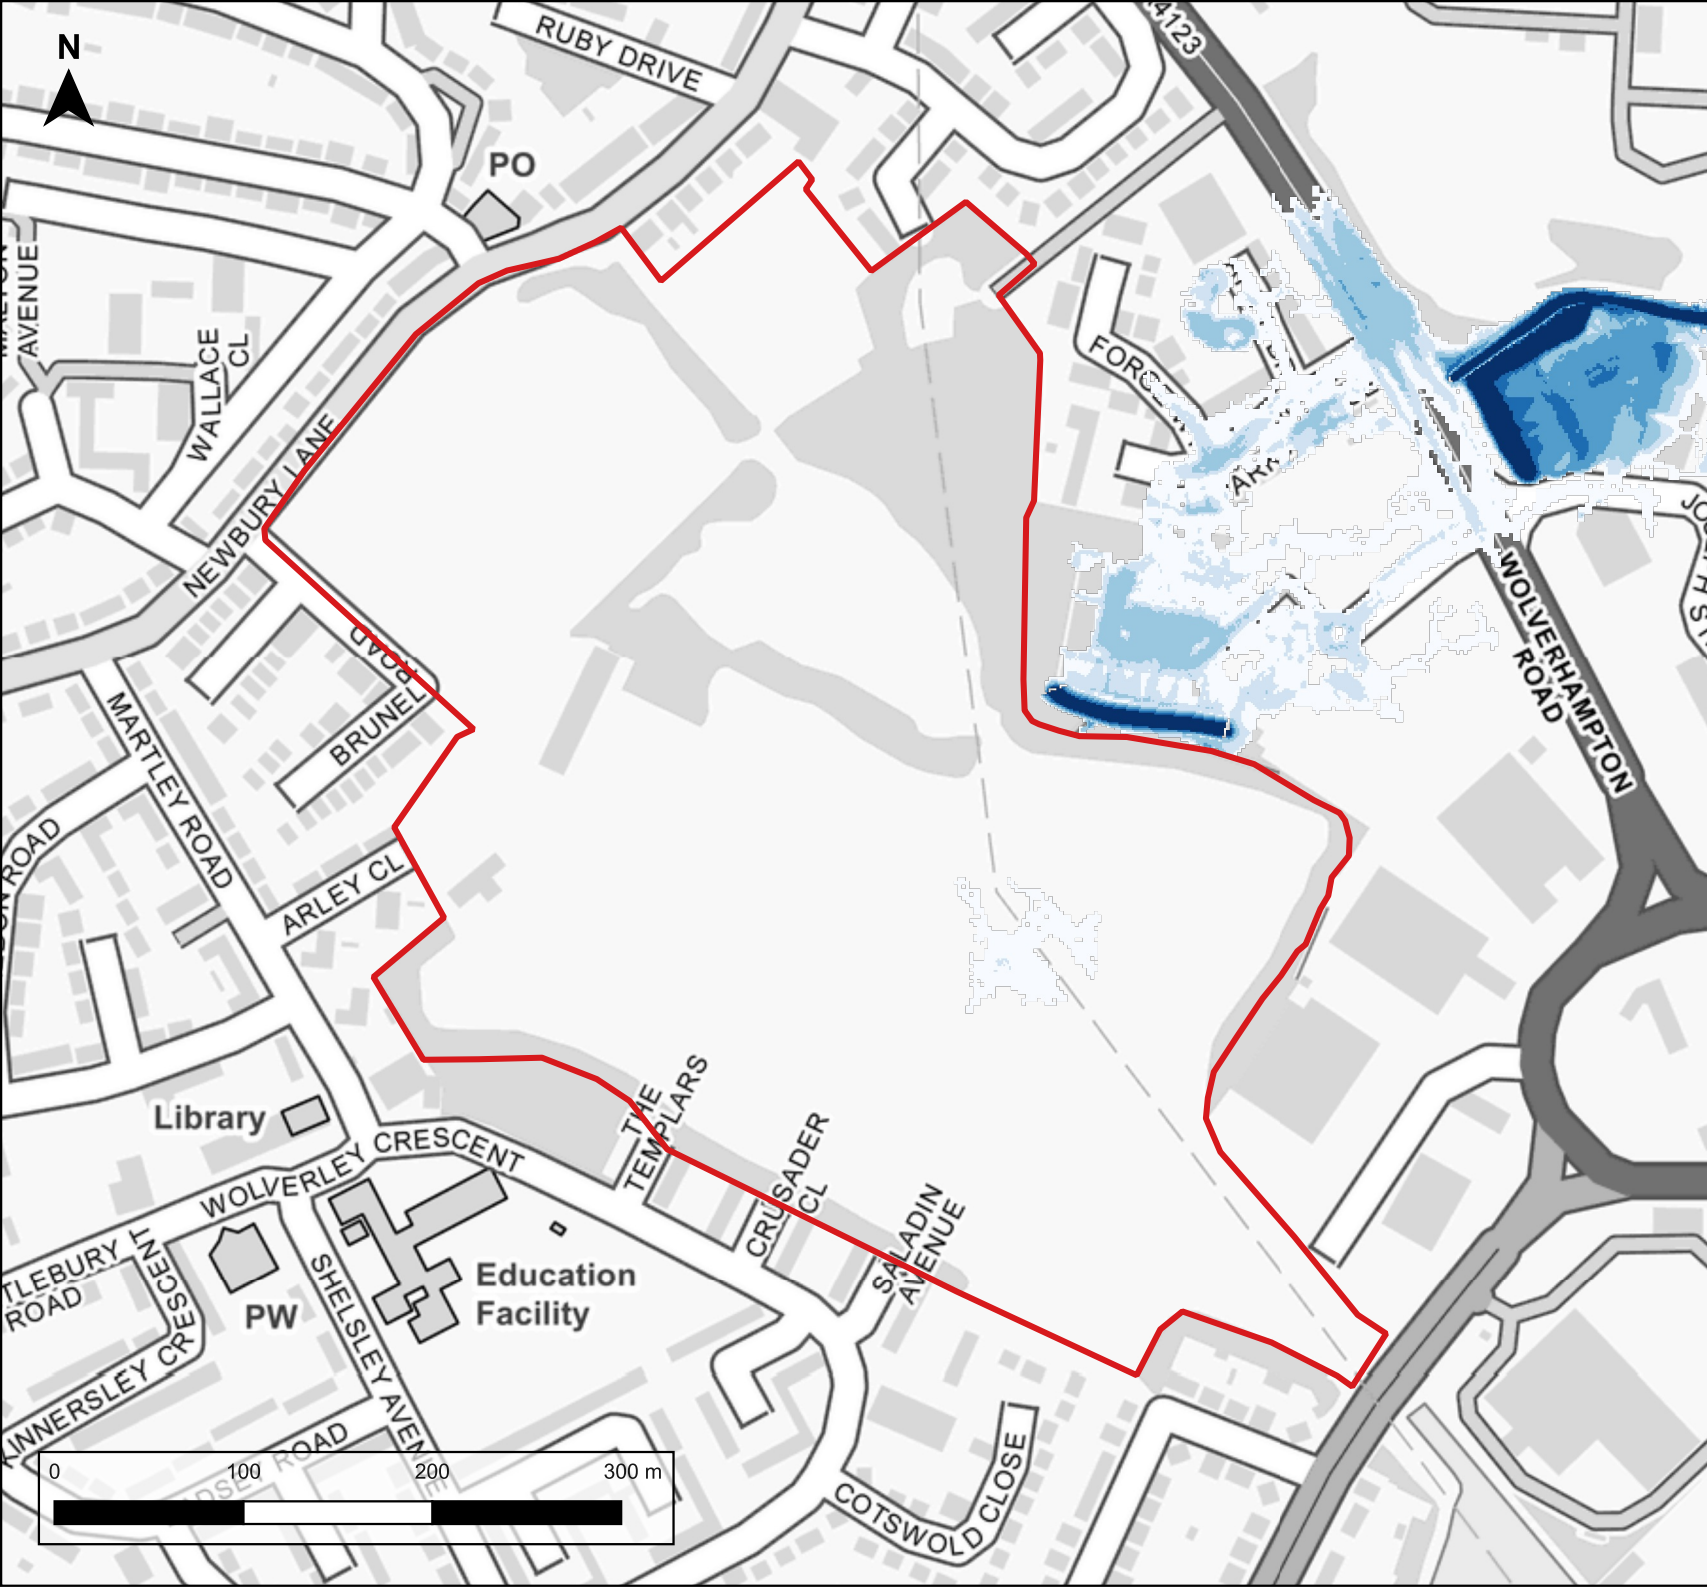 N
RUBY DRIVE
A4123
PO
AVENUE
WALLACE
CL
NEWBURY LANE
ROAD
BRUNEL
MARTLEY ROAD
ARLEY CL
ROAD
WOLVERHAMPTON
ROAD
Library
WOLVERLEY CRESCENT
THE
TEMPLARS
CRUSADER
CL
SALADIN
AVENUE
ROAD
CRESCENT
KINNERSLEY CRESCENT
PW
SHELSLEY AVENUE
Education
Facility
ROAD
COTSWOLD CLOSE
0 100 200 300 m